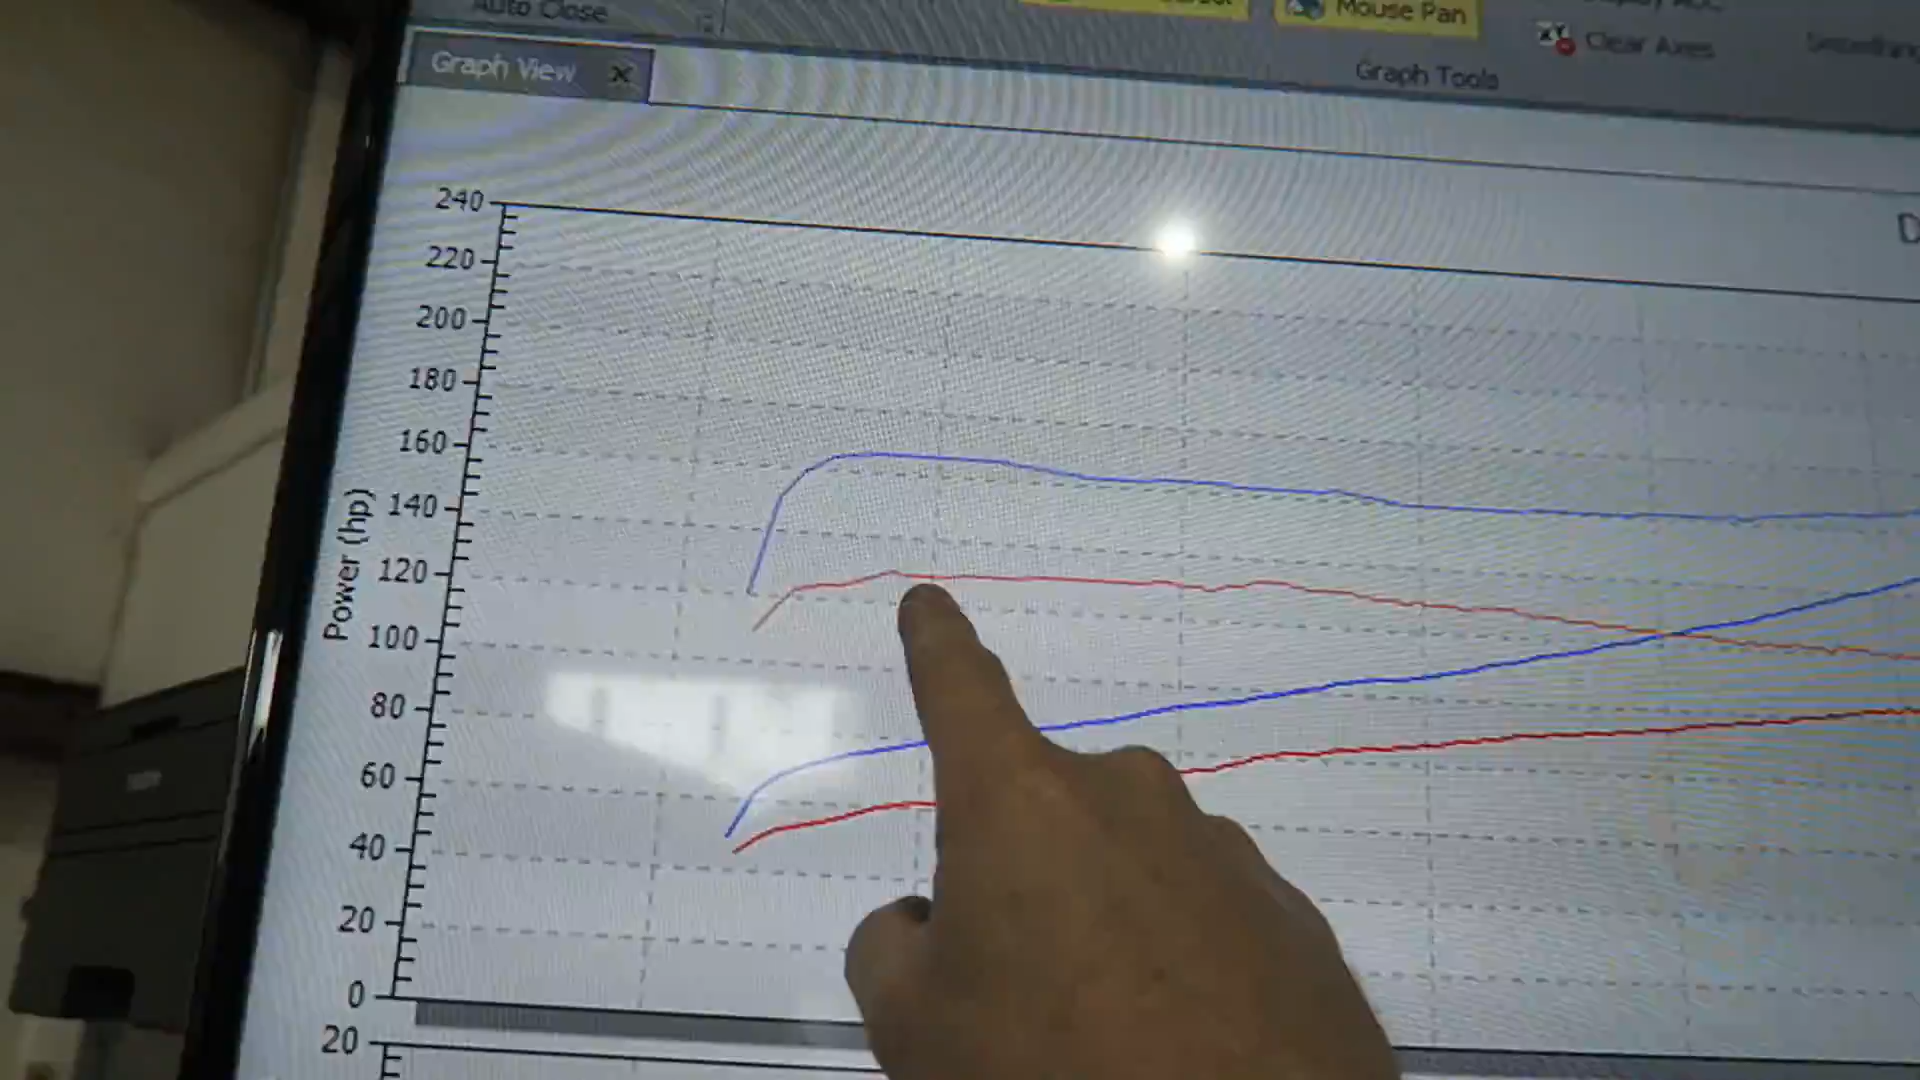 Auto Close
Mouse Pan
Clear Axes
Graph Tools
Graph View
240
220
200
180
160
140
120
100
80
60
40
20
0
20
Power (hp)